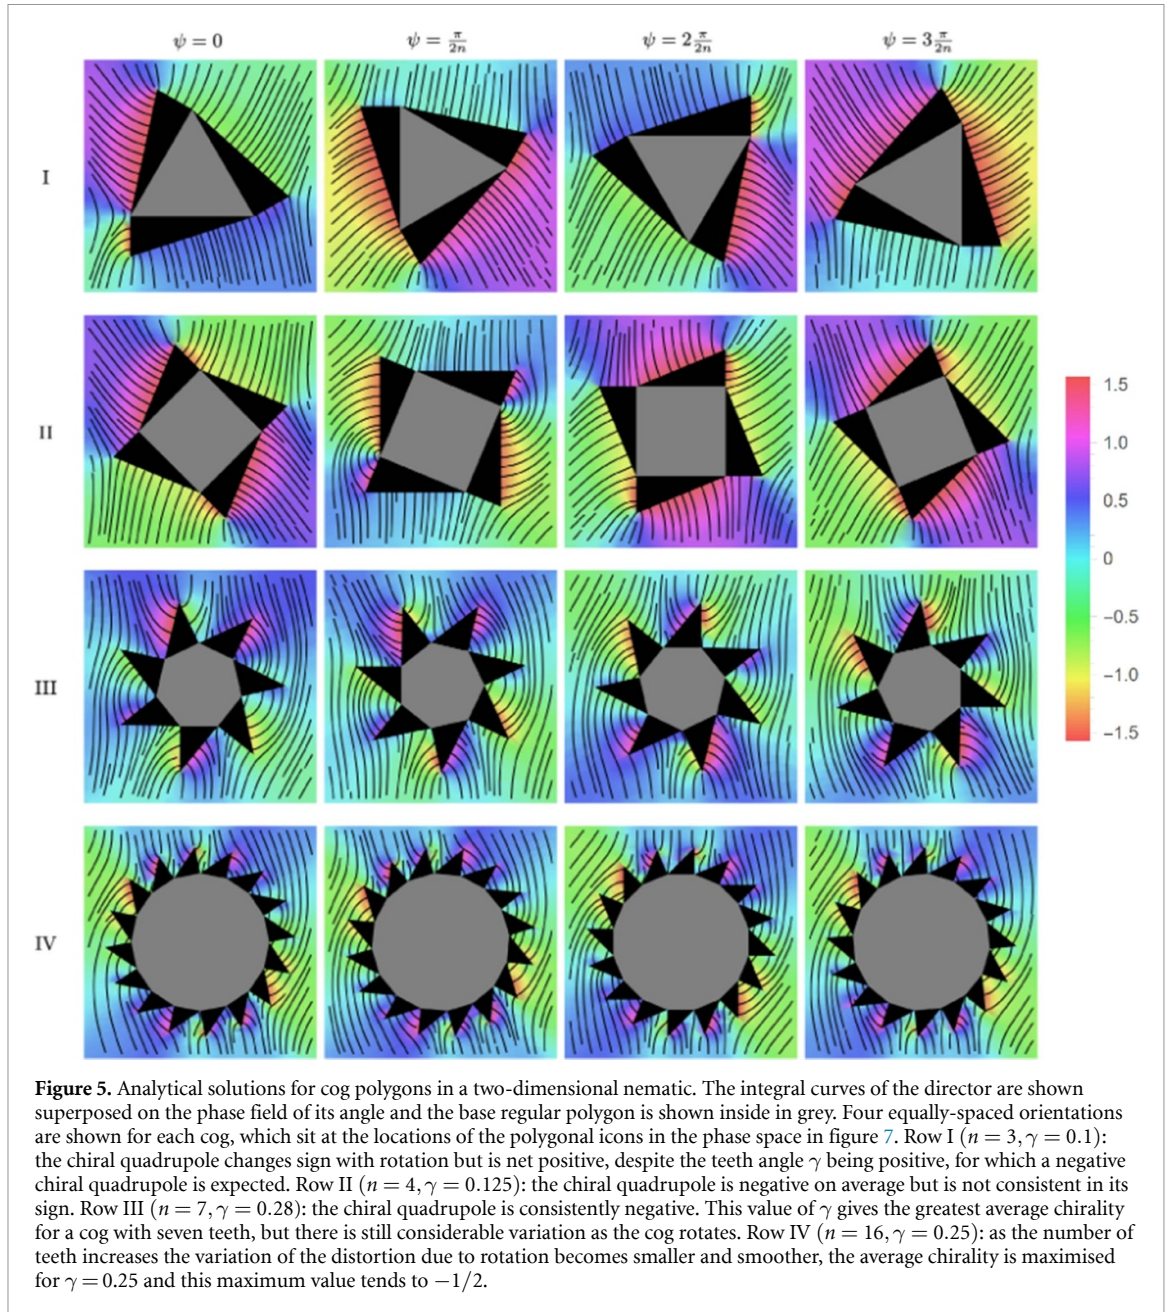 ψ = 0
ψ = π/2n
ψ = 2 π/2n
ψ = 3 π/2n
I
II
III
IV
1.5
1.0
0.5
0
−0.5
−1.0
−1.5
Figure 5. Analytical solutions for cog polygons in a two-dimensional nematic. The integral curves of the director are shown
superposed on the phase field of its angle and the base regular polygon is shown inside in grey. Four equally-spaced orientations
are shown for each cog, which sit at the locations of the polygonal icons in the phase space in figure 7. Row I (n = 3, γ = 0.1):
the chiral quadrupole changes sign with rotation but is net positive, despite the teeth angle γ being positive, for which a negative
chiral quadrupole is expected. Row II (n = 4, γ = 0.125): the chiral quadrupole is negative on average but is not consistent in its
sign. Row III (n = 7, γ = 0.28): the chiral quadrupole is consistently negative. This value of γ gives the greatest average chirality
for a cog with seven teeth, but there is still considerable variation as the cog rotates. Row IV (n = 16, γ = 0.25): as the number of
teeth increases the variation of the distortion due to rotation becomes smaller and smoother, the average chirality is maximised
for γ = 0.25 and this maximum value tends to −1/2.